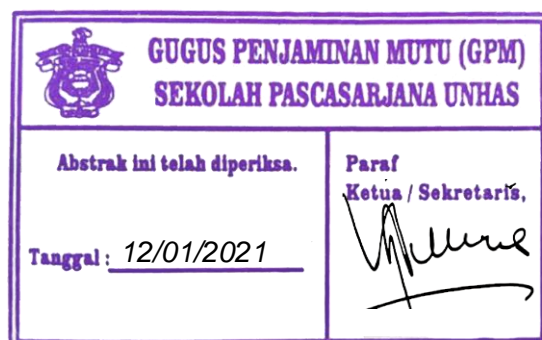 GUGUS PENJAMINAN MUTU (GPM)
SEKOLAH PASCASARJANA UNHAS
Abstrak ini telah diperiksa.
Tanggal : 12/01/2021
Paraf
Ketua / Sekretaris,